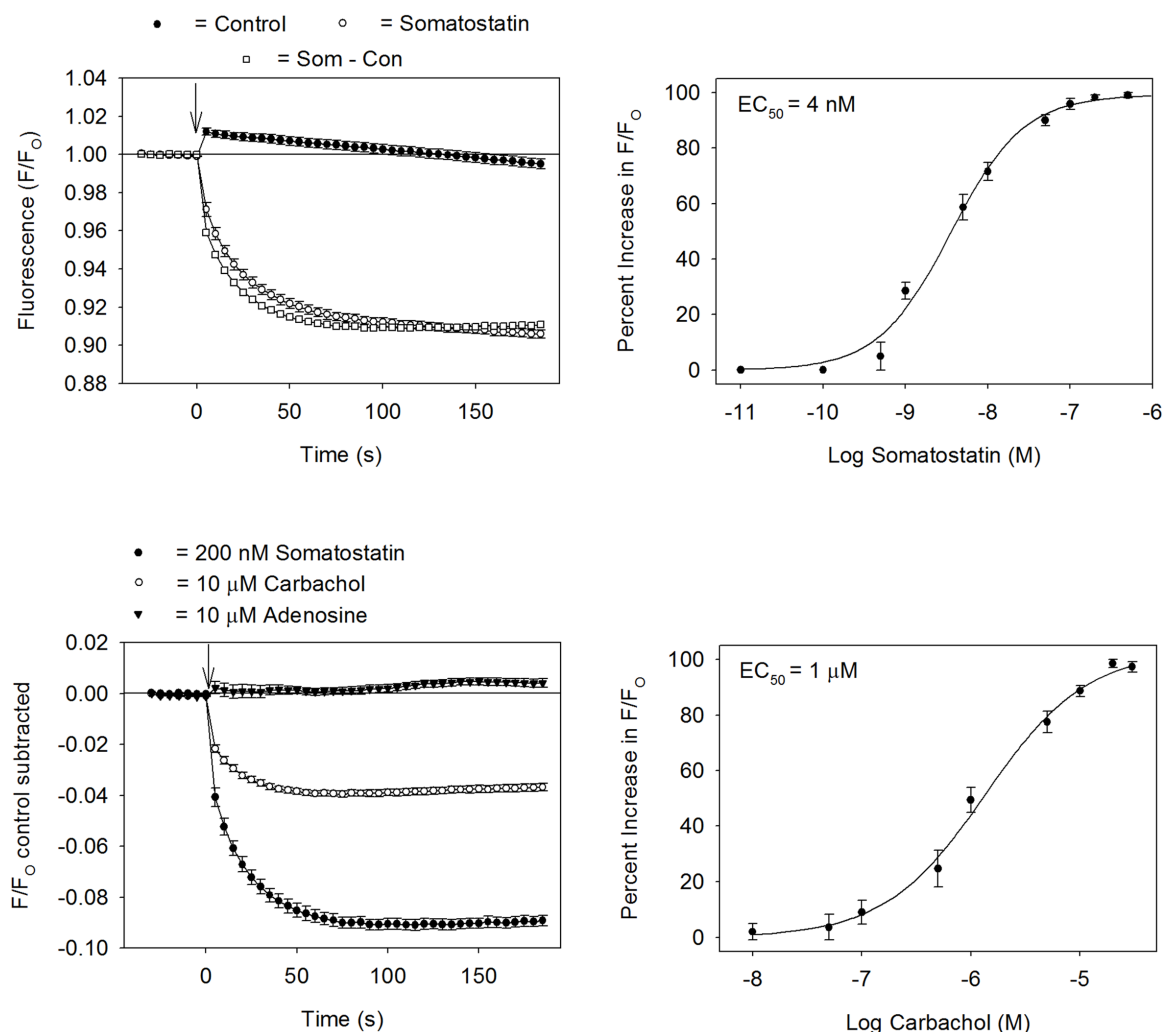 = Control = Somatostatin
= Som - Con
1.04
1.02
1.00
0.98
0.96
0.94
0.92
0.90
0.88
Fluorescence (F/FO)
0 50 100 150
Time (s)
EC50 = 4 nM
100
80
60
40
20
0
Percent Increase in F/FO
-11 -10 -9 -8 -7 -6
Log Somatostatin (M)
= 200 nM Somatostatin
= 10 μM Carbachol
= 10 μM Adenosine
0.02
0.00
-0.02
-0.04
-0.06
-0.08
-0.10
F/FO control subtracted
0 50 100 150
Time (s)
EC50 = 1 μM
100
80
60
40
20
0
Percent Increase in F/FO
-8 -7 -6 -5
Log Carbachol (M)